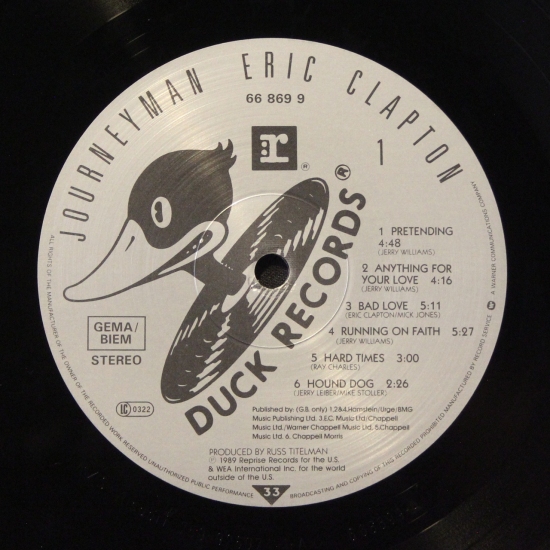 JOURNEYMAN ERIC CLAPTON
66 869 9
r
®
1
DUCK RECORDS®
1 PRETENDING
4:48
(JERRY WILLIAMS)
2 ANYTHING FOR
YOUR LOVE 4:16
(JERRY WILLIAMS)
3 BAD LOVE 5:11
(ERIC CLAPTON/MICK JONES)
4 RUNNING ON FAITH 5:27
(JERRY WILLIAMS)
5 HARD TIMES 3:00
(RAY CHARLES)
6 HOUND DOG 2:26
(JERRY LEIBER/MIKE STOLLER)
GEMA/
BIEM
STEREO
LC 0322
Published by: (G.B. only) 1,2&4,Hamstein/Urge/BMG
Music Publishing Ltd. 3.E.C. Music Ltd/Chappell
Music Ltd/Warner Chappell Music Ltd. 5.Chappell
Music Ltd. 6. Chappell Morris
PRODUCED BY RUSS TITELMAN
℗ 1989 Reprise Records for the U.S.
& WEA International Inc. for the world
outside of the U.S.
33
ALL RIGHTS OF THE MANUFACTURER AND OF THE OWNER OF THE RECORDED WORK RESERVED UNAUTHORIZED PUBLIC PERFORMANCE BROADCASTING AND COPYING OF THIS RECORD PROHIBITED MANUFACTURED BY RECORD SERVICE
A WARNER COMMUNICATIONS COMPANY